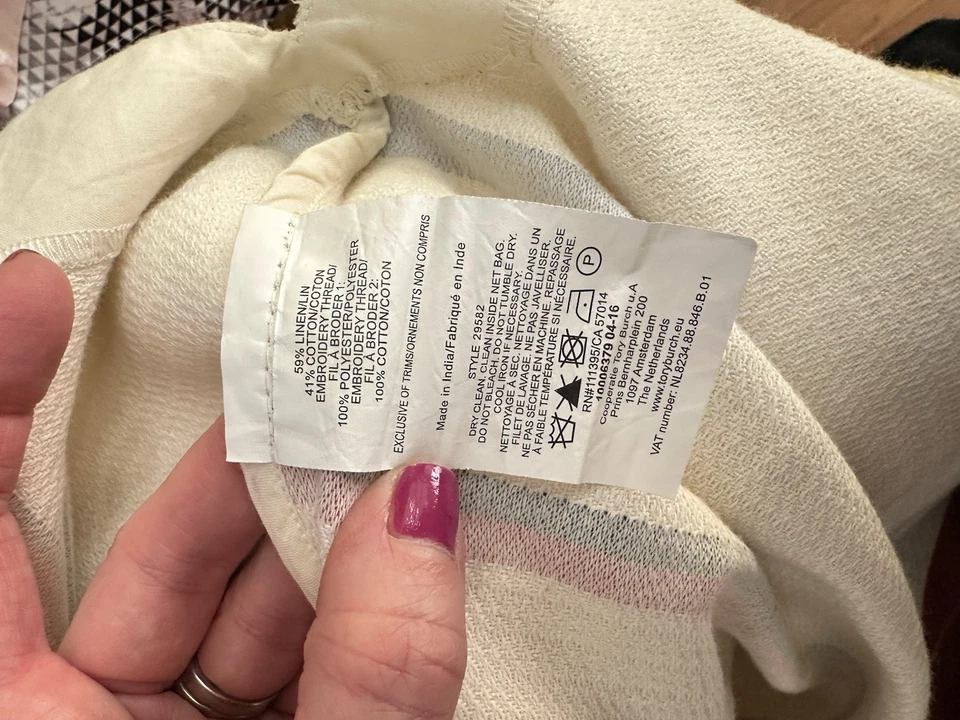 59% LINEN/LIN
41% COTTON/COTON
EMBROIDERY THREAD/
FIL À BRODER 1:
100% POLYESTER/POLYESTER
EMBROIDERY THREAD/
FIL À BRODER 2:
100% COTTON/COTON
EXCLUSIVE OF TRIMS/ORNEMENTS NON COMPRIS
Made in India/Fabriqué en Inde
STYLE 29582
DRY CLEAN, CLEAN INSIDE NET BAG.
DO NOT BLEACH. DO NOT TUMBLE DRY.
COOL IRON IF NECESSARY.
NETTOYAGE À SEC. NETTOYAGE DANS UN
FILET DE LAVAGE. NE PAS JAVELLISER.
NE PAS SÉCHER EN MACHINE. REPASSAGE
À FAIBLE TEMPÉRATURE SI NÉCESSAIRE.
P
RN#111395/CA 57014
10006379 04-16
Cooperatie Tory Burch u.A
Prins Bernharplein 200
1097 Amsterdam
The Netherlands
www.toryburch.eu
VAT number: NL8234.88.846.B.01